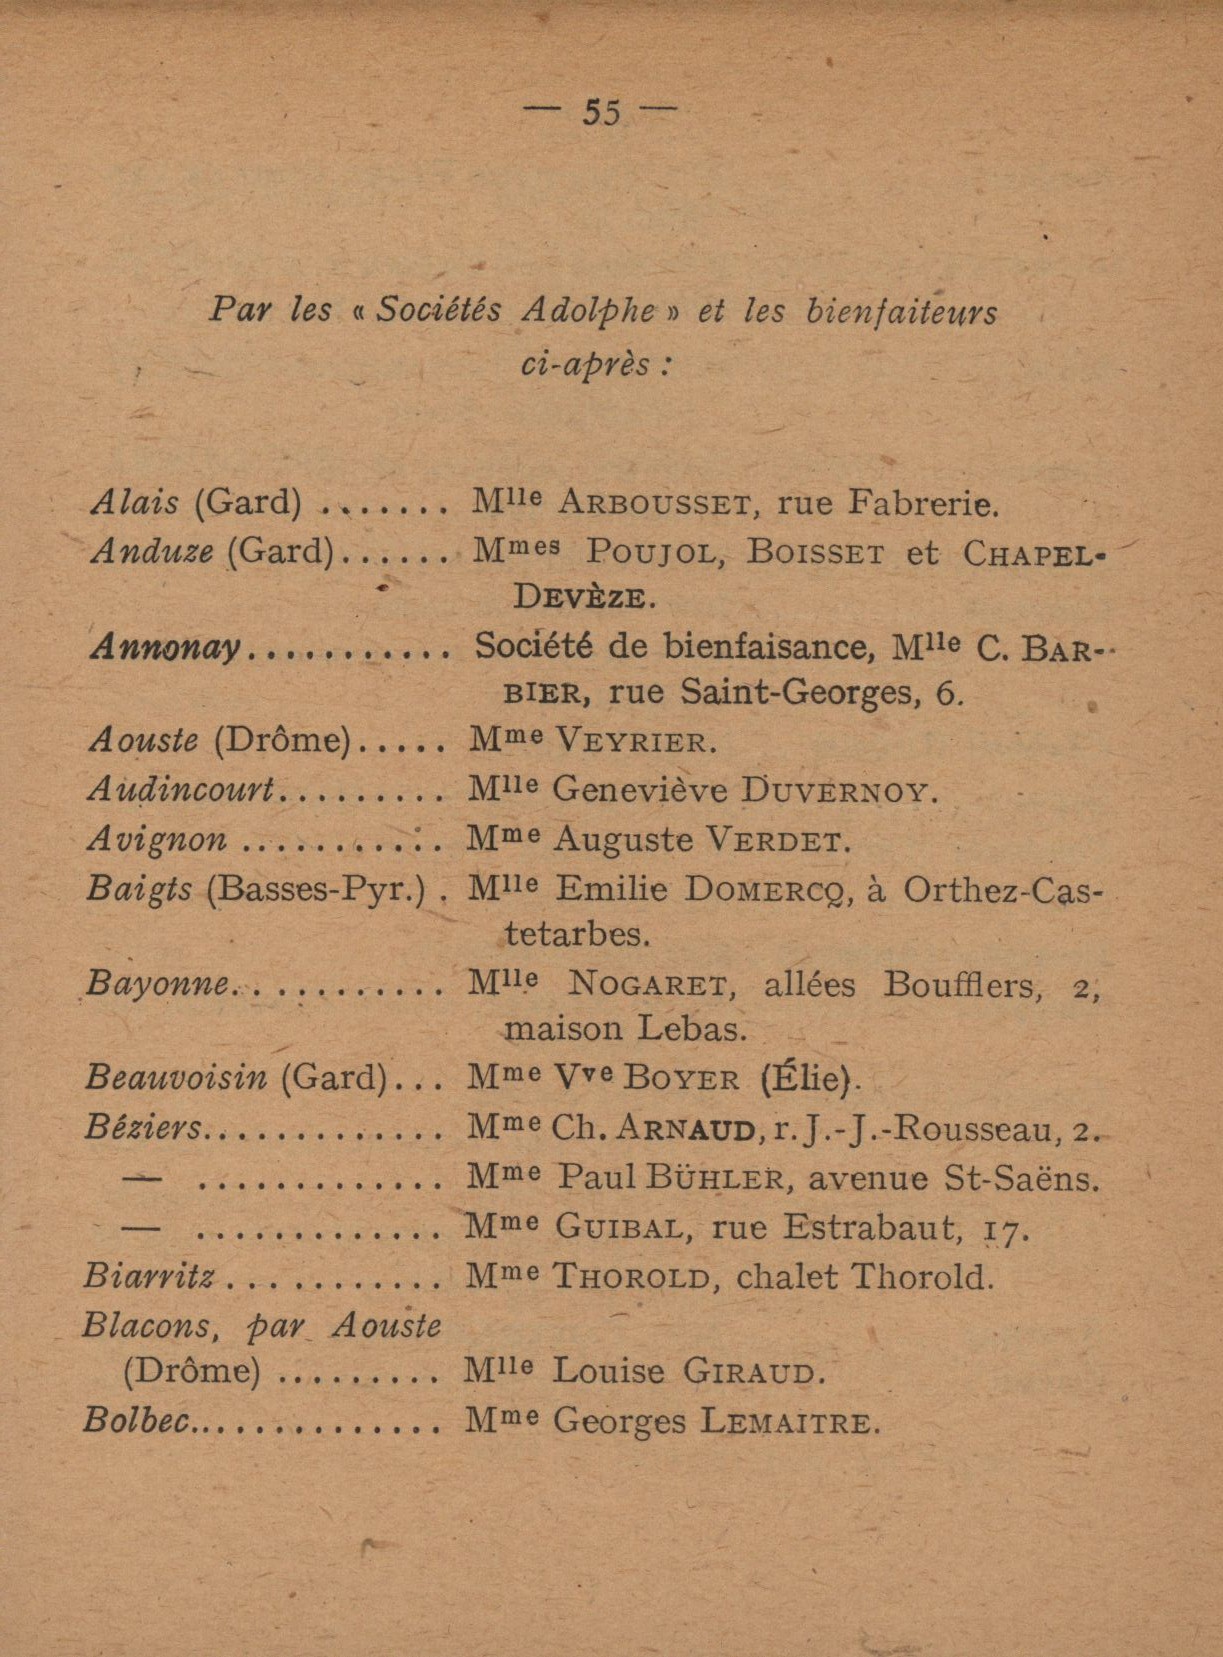 — 55 —
Par les « Sociétés Adolphe » et les bienfaiteurs
ci-après :
Alais (Gard) ....... Mlle ARBOUSSET, rue Fabrerie.
Anduze (Gard)...... Mmes POUJOL, BOISSET et CHAPEL-
DEVÈZE.
Annonay........... Société de bienfaisance, Mlle C. BAR-
BIER, rue Saint-Georges, 6.
Aouste (Drôme)..... Mme VEYRIER.
Audincourt......... Mlle Geneviève DUVERNOY.
Avignon ........... Mme Auguste VERDET.
Baigts (Basses-Pyr.) . Mlle Emilie DOMERCQ, à Orthez-Cas-
tetarbes.
Bayonne............ Mlle NOGARET, allées Boufflers, 2,
maison Lebas.
Beauvoisin (Gard)... Mme Vve BOYER (Élie).
Béziers............. Mme Ch. ARNAUD, r. J.-J.-Rousseau, 2.
— ............. Mme Paul BÜHLER, avenue St-Saëns.
— ............. Mme GUIBAL, rue Estrabaut, 17.
Biarritz ............ Mme THOROLD, chalet Thorold.
Blacons, par Aouste
(Drôme) ......... Mlle Louise GIRAUD.
Bolbec.............. Mme Georges LEMAITRE.